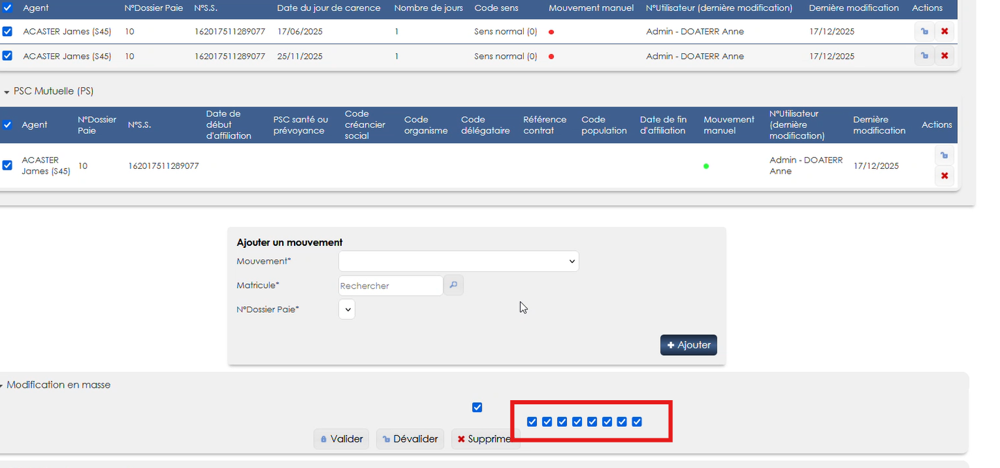 Agent N°Dossier Paie N°S.S. Date du jour de carence Nombre de jours Code sens Mouvement manuel N°Utilisateur (dernière modification) Dernière modification Actions
ACASTER James (S45) 10 162017511289077 17/06/2025 1 Sens normal (0) Admin - DOATERR Anne 17/12/2025
ACASTER James (S45) 10 162017511289077 25/11/2025 1 Sens normal (0) Admin - DOATERR Anne 17/12/2025
PSC Mutuelle (PS)
Agent
N°Dossier
Paie
N°S.S.
Date de
début
d'affiliation
PSC santé ou
prévoyance
Code
créancier
social
Code
organisme
Code
délégataire
Référence
contrat
Code
population
Date de fin
d'affiliation
Mouvement
manuel
N°Utilisateur
(dernière
modification)
Dernière
modification
Actions
ACASTER
James (S45)
10
162017511289077
Admin - DOATERR
Anne
17/12/2025
Ajouter un mouvement
Mouvement*
Matricule* Rechercher
N°Dossier Paie*
Ajouter
Modification en masse
Valider Dévalider Supprime